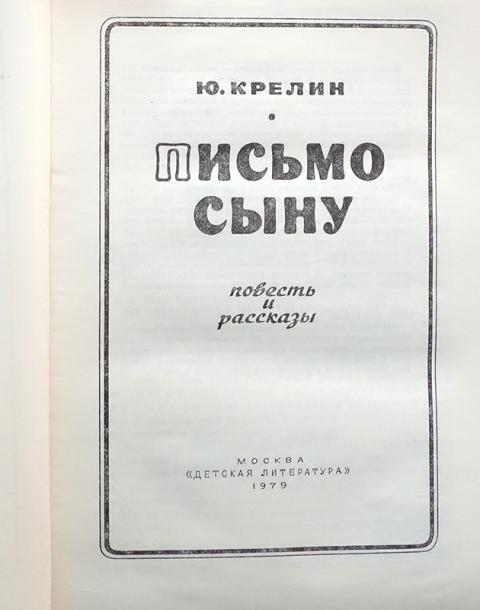 Ю. КРЕЛИН
ПИСЬМО
СЫНУ
повесть
и
рассказы
МОСКВА
«ДЕТСКАЯ ЛИТЕРАТУРА»
1979